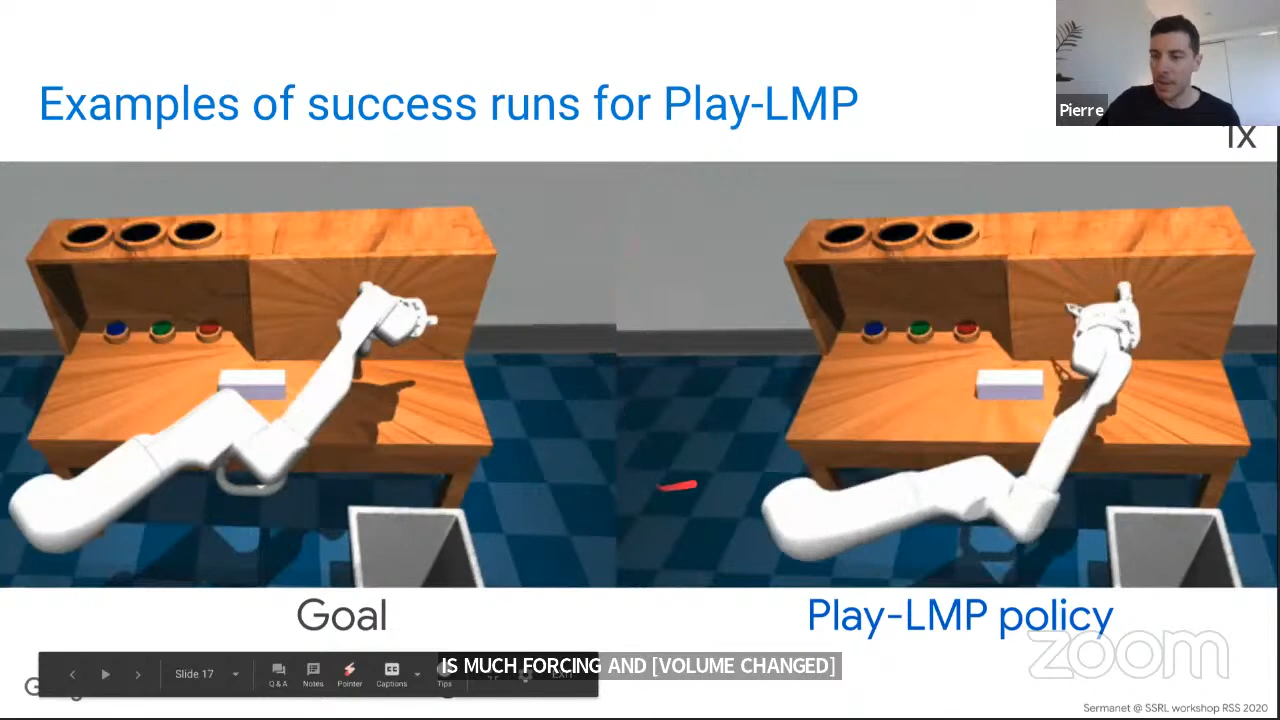 Examples of success runs for Play-LMP
Pierre
1x
Goal
Play-LMP policy
zoom
IS MUCH FORCING AND [VOLUME CHANGED]
Slide 17
Q & A
Notes
Pointer
Captions
Tips
Sermanet @ SSRL workshop RSS 2020